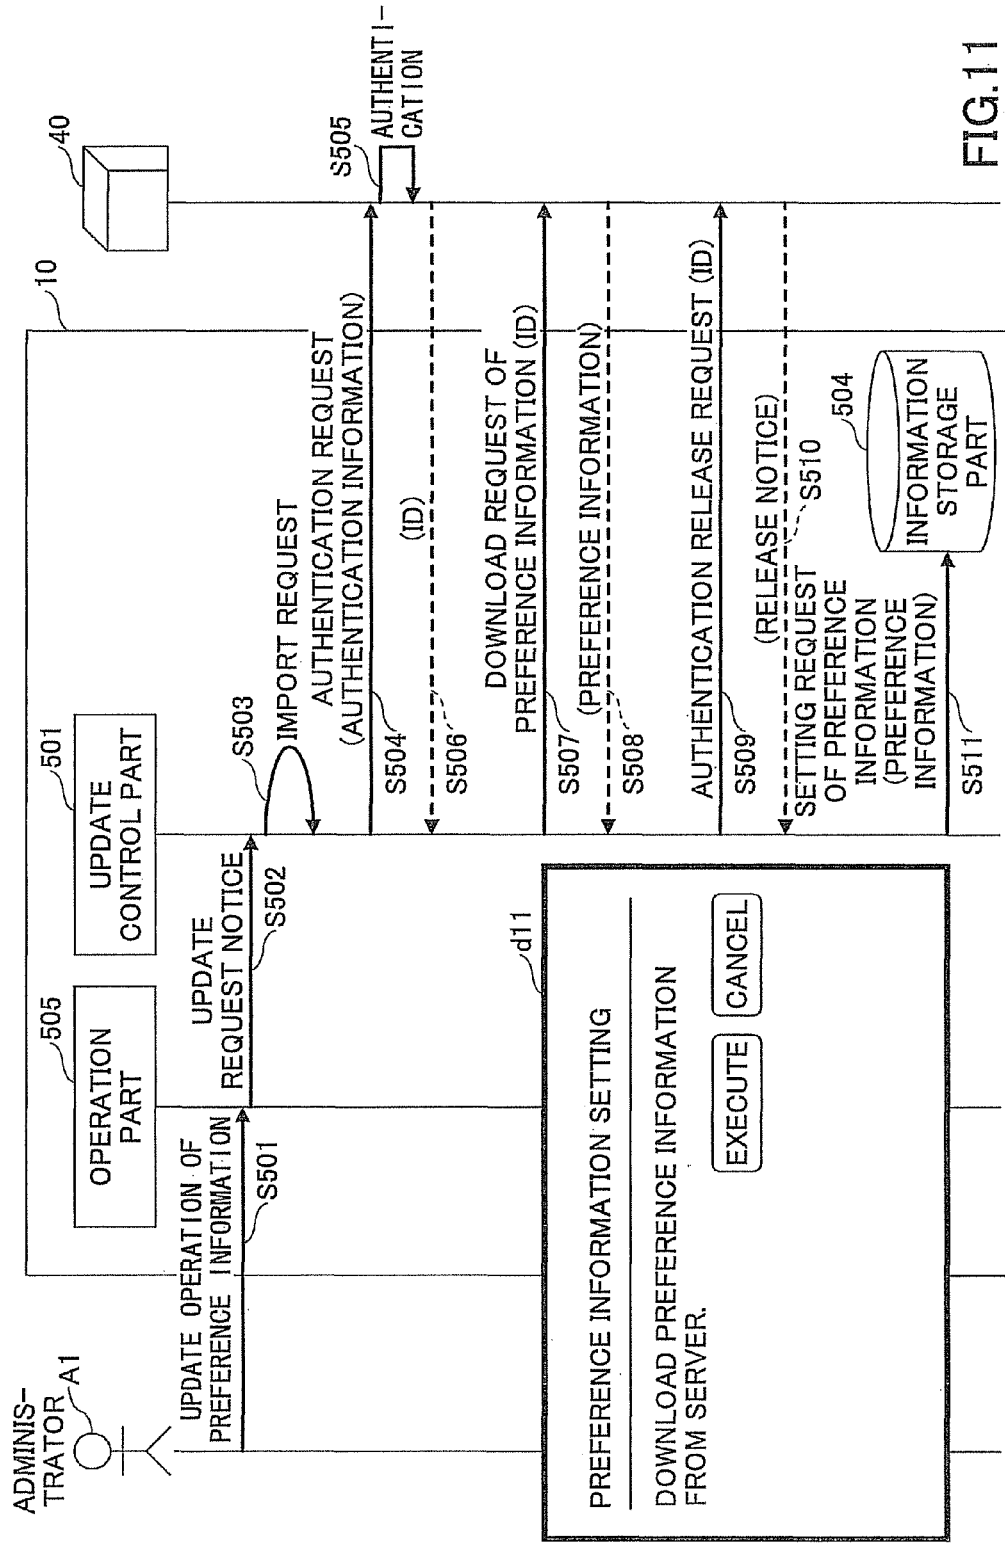 ADMINIS-
TRATOR
A1
10
40
505
OPERATION
PART
501
UPDATE
CONTROL PART
UPDATE OPERATION OF
PREFERENCE INFORMATION
S501
UPDATE
REQUEST NOTICE
S502
S503
IMPORT REQUEST
AUTHENTICATION REQUEST
(AUTHENTICATION INFORMATION)
S504
S505
AUTHENTI-
CATION
(ID)
S506
DOWNLOAD REQUEST OF
PREFERENCE INFORMATION (ID)
S507
(PREFERENCE INFORMATION)
S508
AUTHENTICATION RELEASE REQUEST (ID)
S509
(RELEASE NOTICE)
S510
SETTING REQUEST
OF PREFERENCE
INFORMATION
(PREFERENCE
INFORMATION)
S511
504
INFORMATION
STORAGE
PART
d11
PREFERENCE INFORMATION SETTING
DOWNLOAD PREFERENCE INFORMATION
FROM SERVER.
EXECUTE
CANCEL
FIG.11